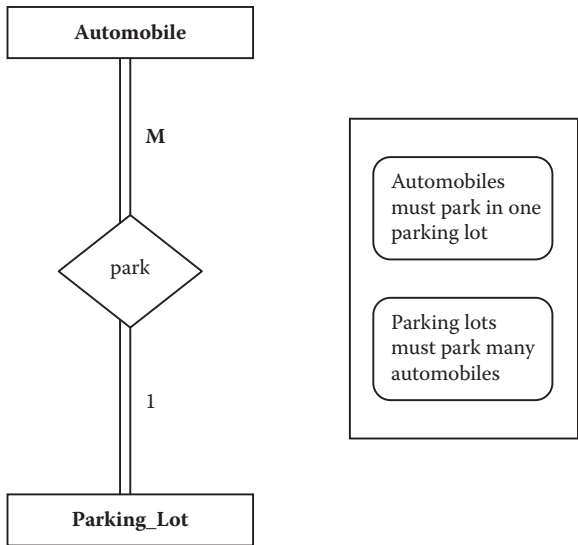 Automobile
M
park
1
Parking_Lot
Automobiles
must park in one
parking lot
Parking lots
must park many
automobiles